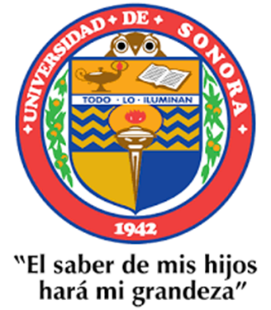 UNIVERSIDAD DE SONORA
TODO · LO · ILUMINAN
1942
“El saber de mis hijos
hará mi grandeza”